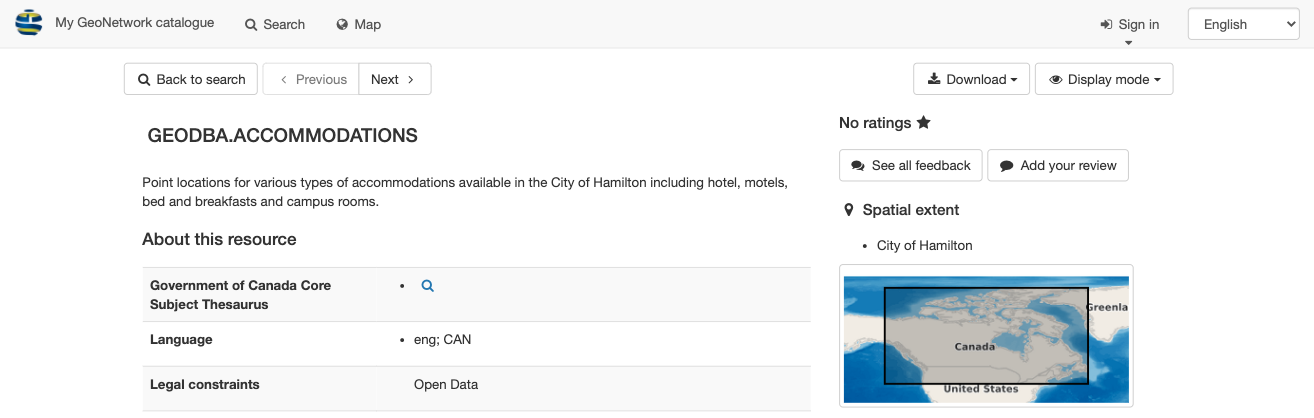 My GeoNetwork catalogue
Search
Map
Sign in
English
Back to search
Previous
Next
Download
Display mode
GEODBA.ACCOMMODATIONS
Point locations for various types of accommodations available in the City of Hamilton including hotel, motels,
bed and breakfasts and campus rooms.
About this resource
Government of Canada Core
Subject Thesaurus
Language
• eng; CAN
Legal constraints
Open Data
No ratings
See all feedback
Add your review
Spatial extent
• City of Hamilton
Greenla
Canada
United States